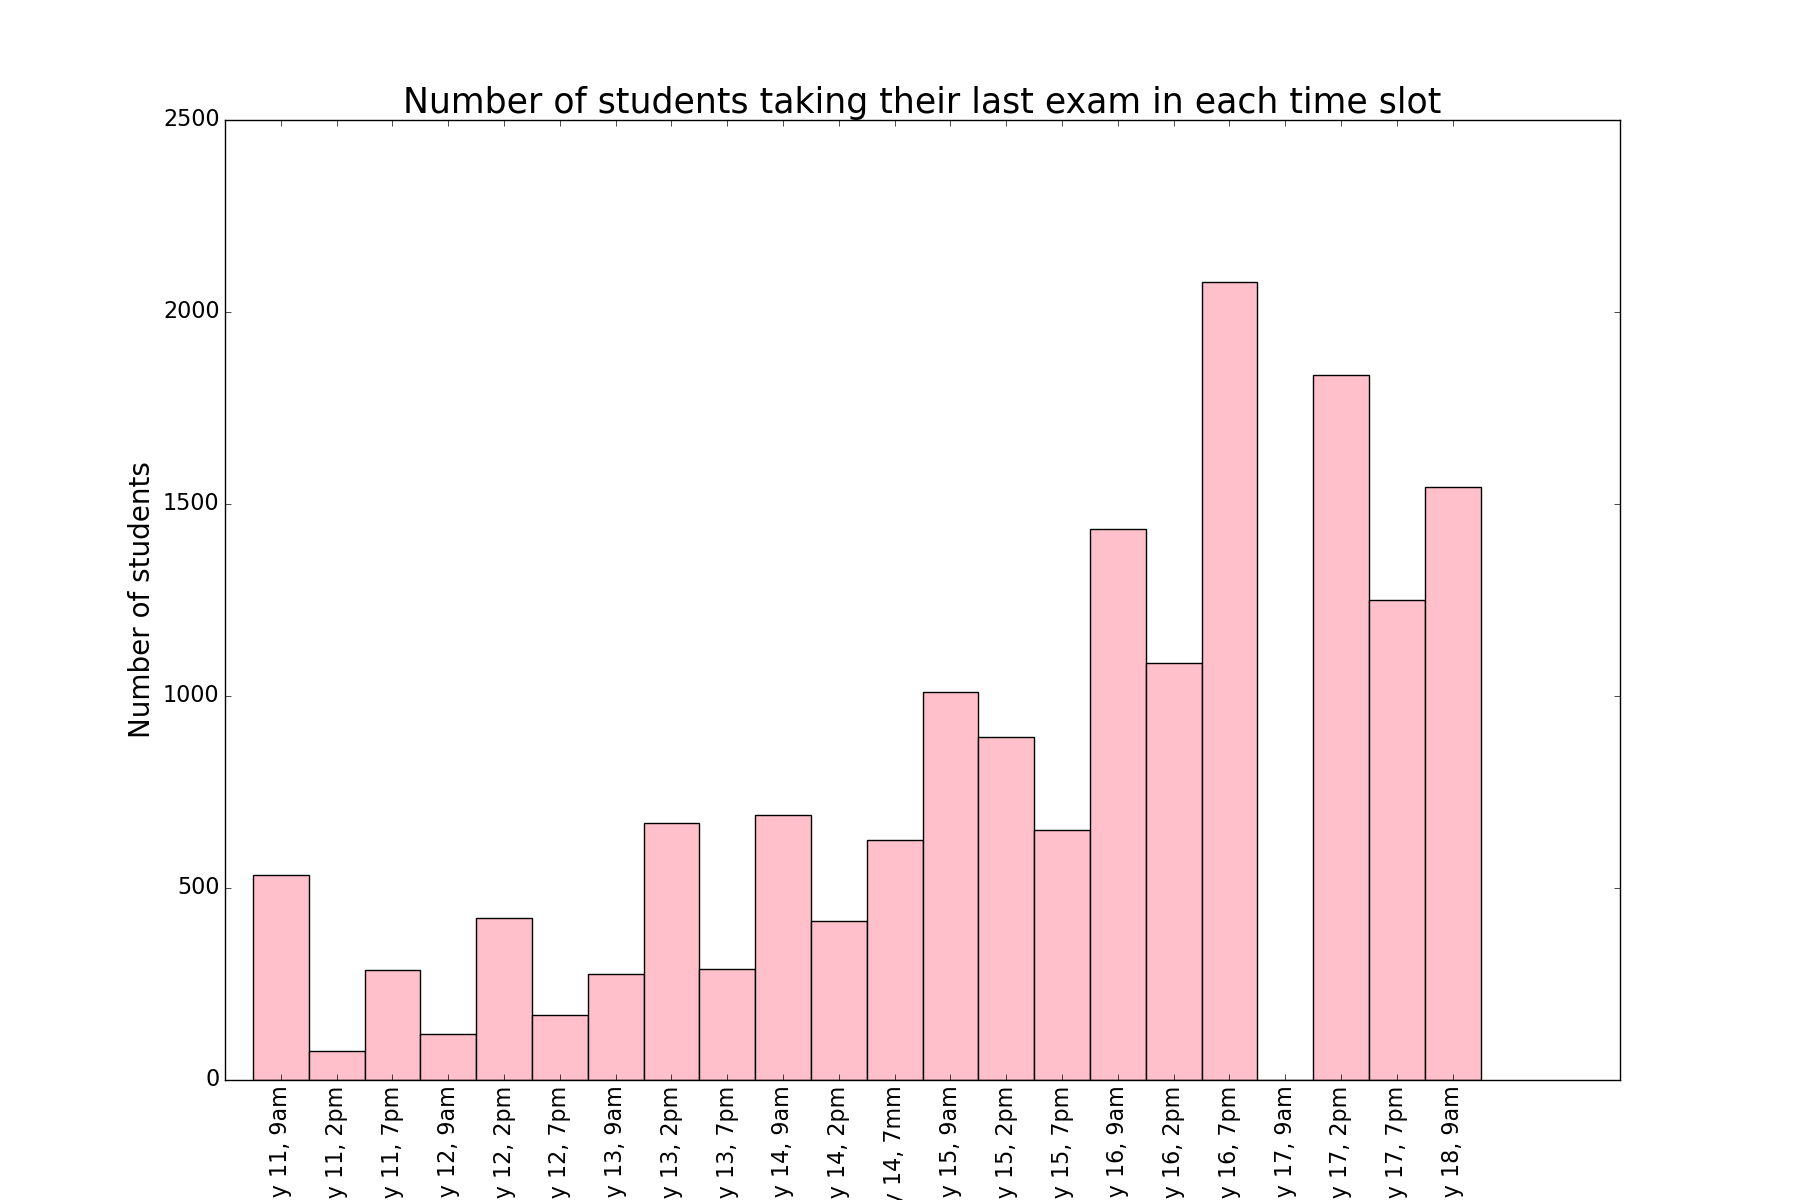 Number of students taking their last exam in each time slot
Number of students
2500
2000
1500
1000
500
0
y 11, 9am
y 11, 2pm
y 11, 7pm
y 12, 9am
y 12, 2pm
y 12, 7pm
y 13, 9am
y 13, 2pm
y 13, 7pm
y 14, 9am
y 14, 2pm
y 14, 7mm
y 15, 9am
y 15, 2pm
y 15, 7pm
y 16, 9am
y 16, 2pm
y 16, 7pm
y 17, 9am
y 17, 2pm
y 17, 7pm
y 18, 9am